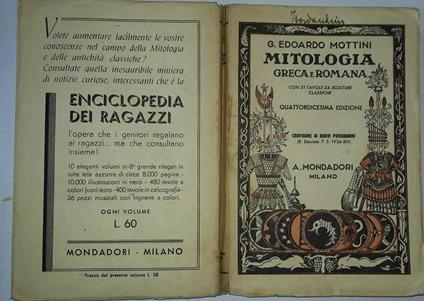 Volete aumentare facilmente le vostre
conoscenze nel campo della Mitologia
e delle antichità classiche?
Consultate quella inesauribile miniera
di notizie curiose, interessanti che è la
ENCICLOPEDIA
DEI RAGAZZI
l'opera che i genitori regalano
ai ragazzi... ma che consultano
insieme!
10 eleganti volumi in-8° grande rilegati in
tutta tela azzurra di circa 8.000 pagine -
10.000 illustrazioni in nero - 480 tavole a
colori fuori testo - 400 tavole in calcografia -
26 pezzi musicali con vignette a colori.
OGNI VOLUME
L. 60
MONDADORI - MILANO
Prezzo del presente volume L. 10
G. EDOARDO MOTTINI
MITOLOGIA
GRECA E ROMANA
CON 31 TAVOLE DA SCULTURE
CLASSICHE
QUATTORDICESIMA EDIZIONE
CONFORME AI NUOVI PROGRAMMI
(R. Decreto 7-5-1936-XIV)
A. MONDADORI
MILANO